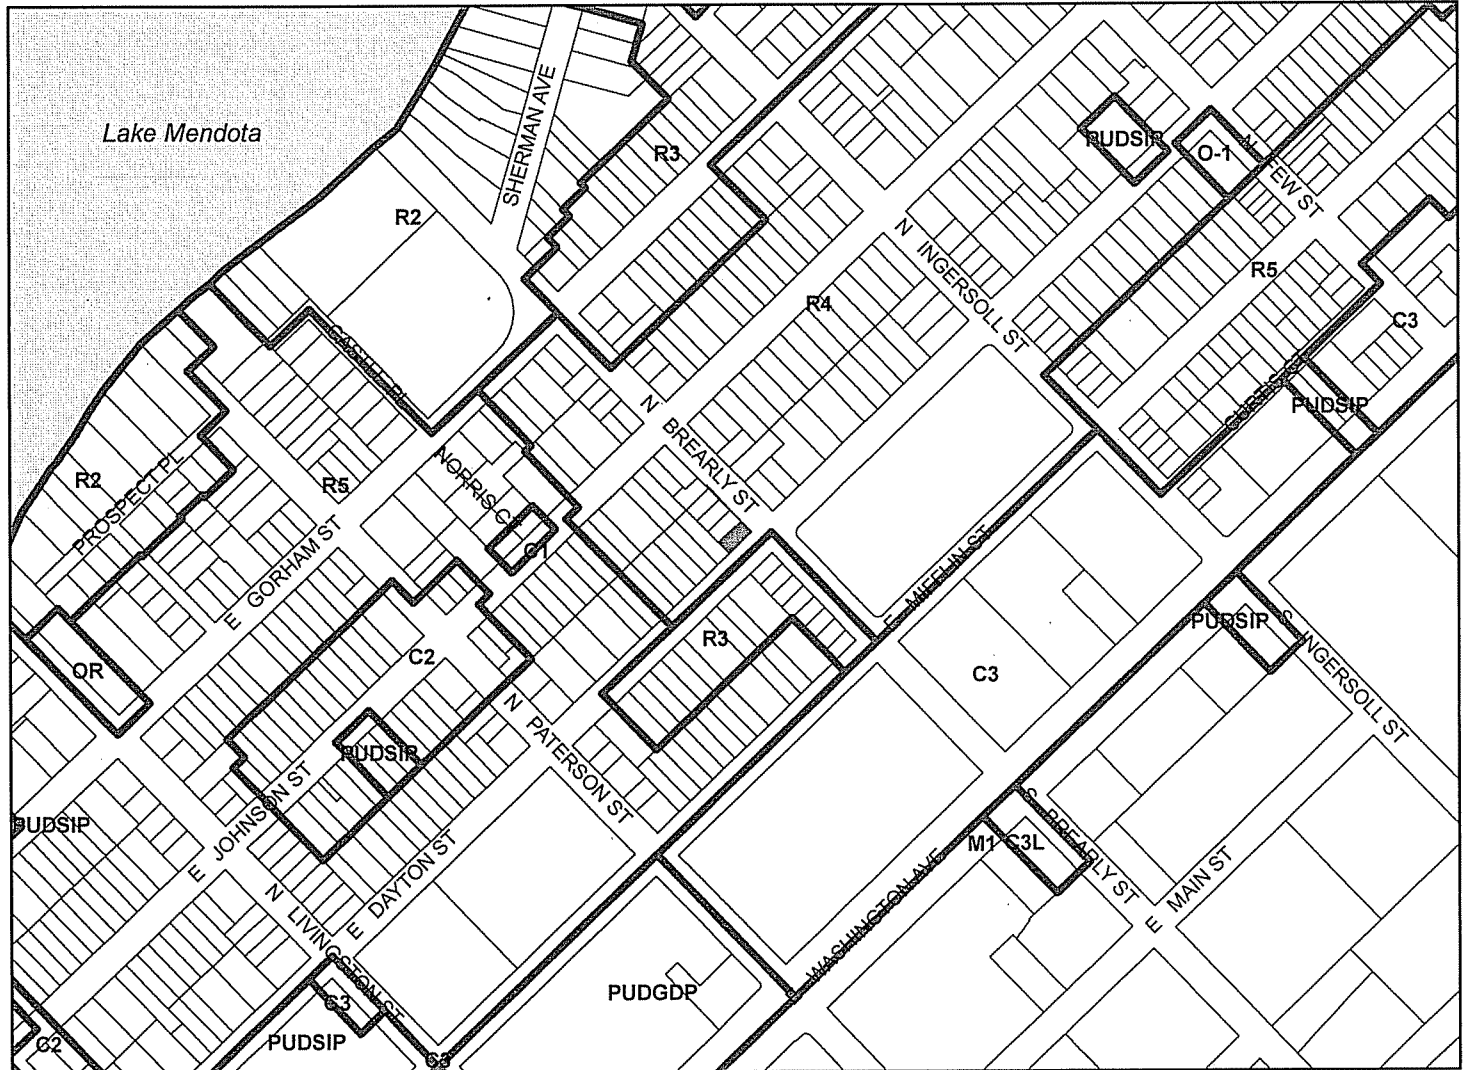 Lake Mendota
SHERMAN AVE
R3
PUDSIP
O-1
N FEW ST
R2
N INGERSOLL ST
R5
R4
C3
CASTLE PL
CURTIS CT
PUDSIP
N BREARLY ST
NORRIS CT
R2
PROSPECT PL
R5
E GORHAM ST
C1
E MIFFLIN ST
PUDSIP
S INGERSOLL ST
R3
C2
OR
C3
N PATERSON ST
PUDSIP
E JOHNSON ST
PUDSIP
M1
C3L
S BREARLY ST
E DAYTON ST
E MAIN ST
E WASHINGTON AVE
N LIVINGSTON ST
PUDGDP
C3
PUDSIP
C2
C3